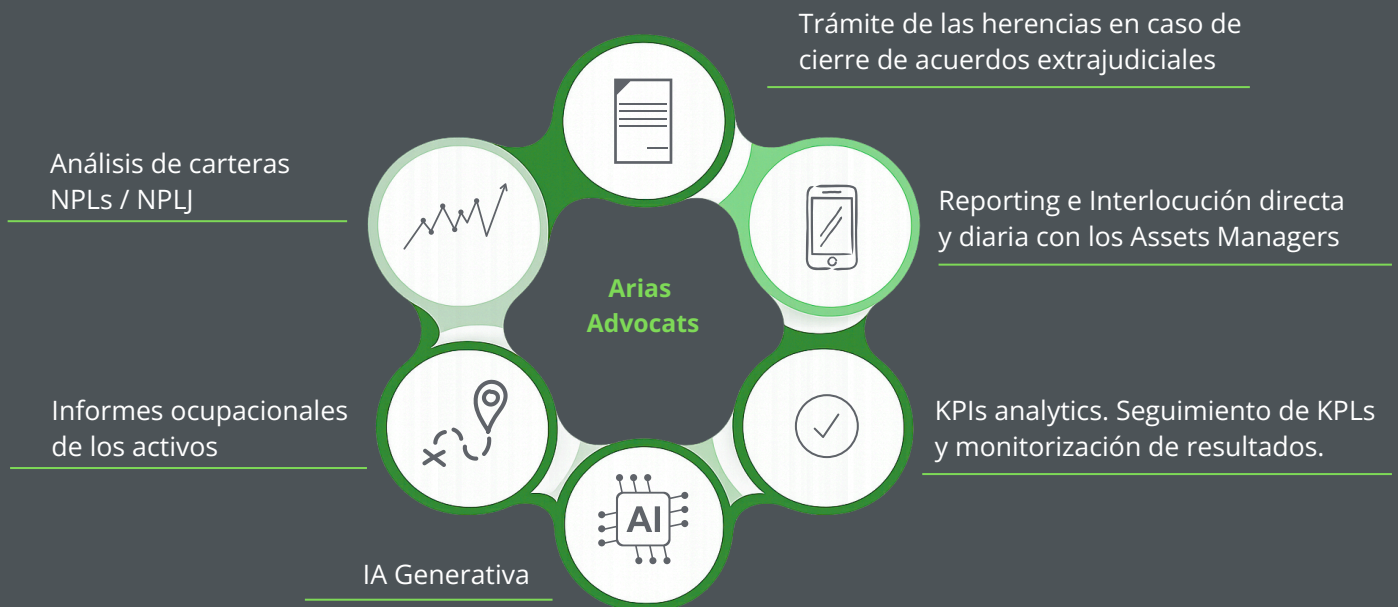 Trámite de las herencias en caso de
cierre de acuerdos extrajudiciales
Análisis de carteras
NPLs / NPLJ
Reporting e Interlocución directa
y diaria con los Assets Managers
Arias
Advocats
Informes ocupacionales
de los activos
KPIs analytics. Seguimiento de KPLs
y monitorización de resultados.
AI
IA Generativa